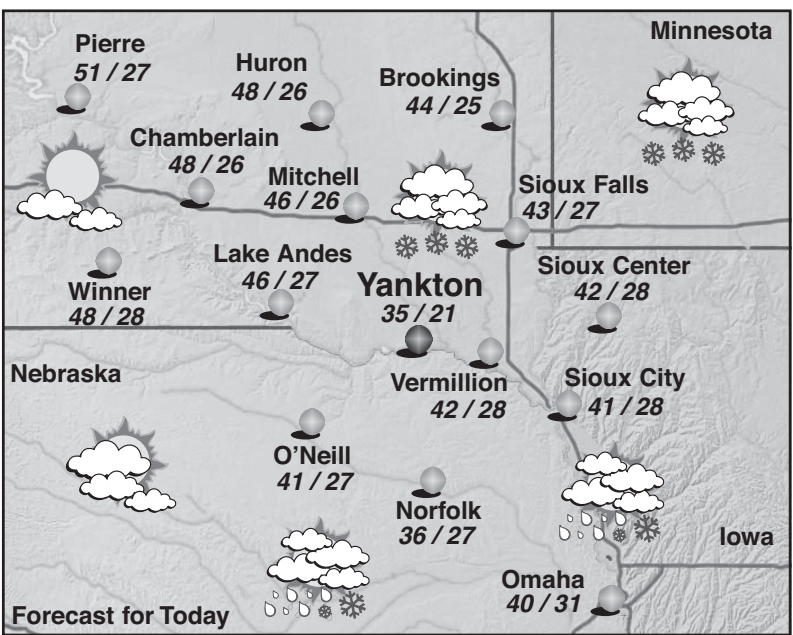 Minnesota
Pierre
51 / 27
Huron
48 / 26
Brookings
44 / 25
Chamberlain
48 / 26
Mitchell
46 / 26
Sioux Falls
43 / 27
Lake Andes
46 / 27
Yankton
35 / 21
Sioux Center
42 / 28
Winner
48 / 28
Nebraska
Vermillion
42 / 28
Sioux City
41 / 28
O'Neill
41 / 27
Norfolk
36 / 27
Iowa
Omaha
40 / 31
Forecast for Today